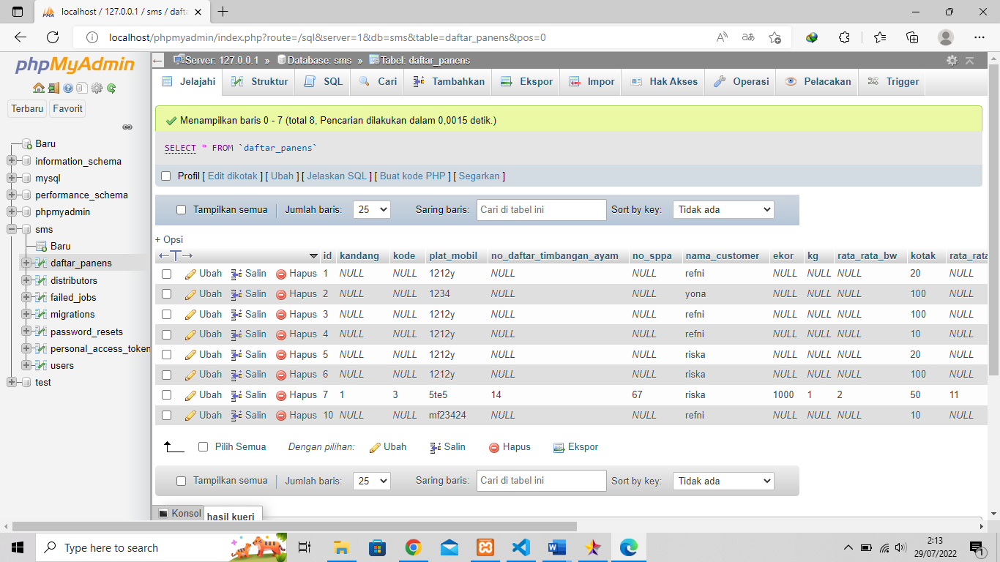 localhost / 127.0.0.1 / sms / dafta
localhost/phpmyadmin/index.php?route=/sql&server=1&db=sms&table=daftar_panens&pos=0
phpMyAdmin
Terbaru Favorit
Baru
information_schema
mysql
performance_schema
phpmyadmin
sms
Baru
daftar_panens
distributors
failed_jobs
migrations
password_resets
personal_access_token
users
test
Server: 127.0.0.1 » Database: sms » Tabel: daftar_panens
Jelajahi Struktur SQL Cari Tambahkan Ekspor Impor Hak Akses Operasi Pelacakan Trigger
Menampilkan baris 0 - 7 (total 8, Pencarian dilakukan dalam 0,0015 detik.)
SELECT * FROM `daftar_panens`
Profil [ Edit dikotak ] [ Ubah ] [ Jelaskan SQL ] [ Buat kode PHP ] [ Segarkan ]
Tampilkan semua Jumlah baris: 25 Saring baris: Cari di tabel ini Sort by key: Tidak ada
+ Opsi
id kandang kode plat_mobil no_daftar_timbangan_ayam no_sppa nama_customer ekor kg rata_rata_bw kotak rata_rata
Ubah Salin Hapus 1 NULL NULL 1212y NULL NULL refni NULL NULL NULL 20 NULL
Ubah Salin Hapus 2 NULL NULL 1234 NULL NULL yona NULL NULL NULL 100 NULL
Ubah Salin Hapus 3 NULL NULL 1212y NULL NULL refni NULL NULL NULL 100 NULL
Ubah Salin Hapus 4 NULL NULL 1212y NULL NULL refni NULL NULL NULL 10 NULL
Ubah Salin Hapus 5 NULL NULL 1212y NULL NULL riska NULL NULL NULL 20 NULL
Ubah Salin Hapus 6 NULL NULL 1212y NULL NULL riska NULL NULL NULL 100 NULL
Ubah Salin Hapus 7 1 3 5te5 14 67 riska 1000 1 2 50 11
Ubah Salin Hapus 10 NULL NULL mf23424 NULL NULL refni NULL NULL NULL 10 NULL
Pilih Semua Dengan pilihan: Ubah Salin Hapus Ekspor
Tampilkan semua Jumlah baris: 25 Saring baris: Cari di tabel ini Sort by key: Tidak ada
Konsol hasil kueri
Type here to search
2:13
29/07/2022
1